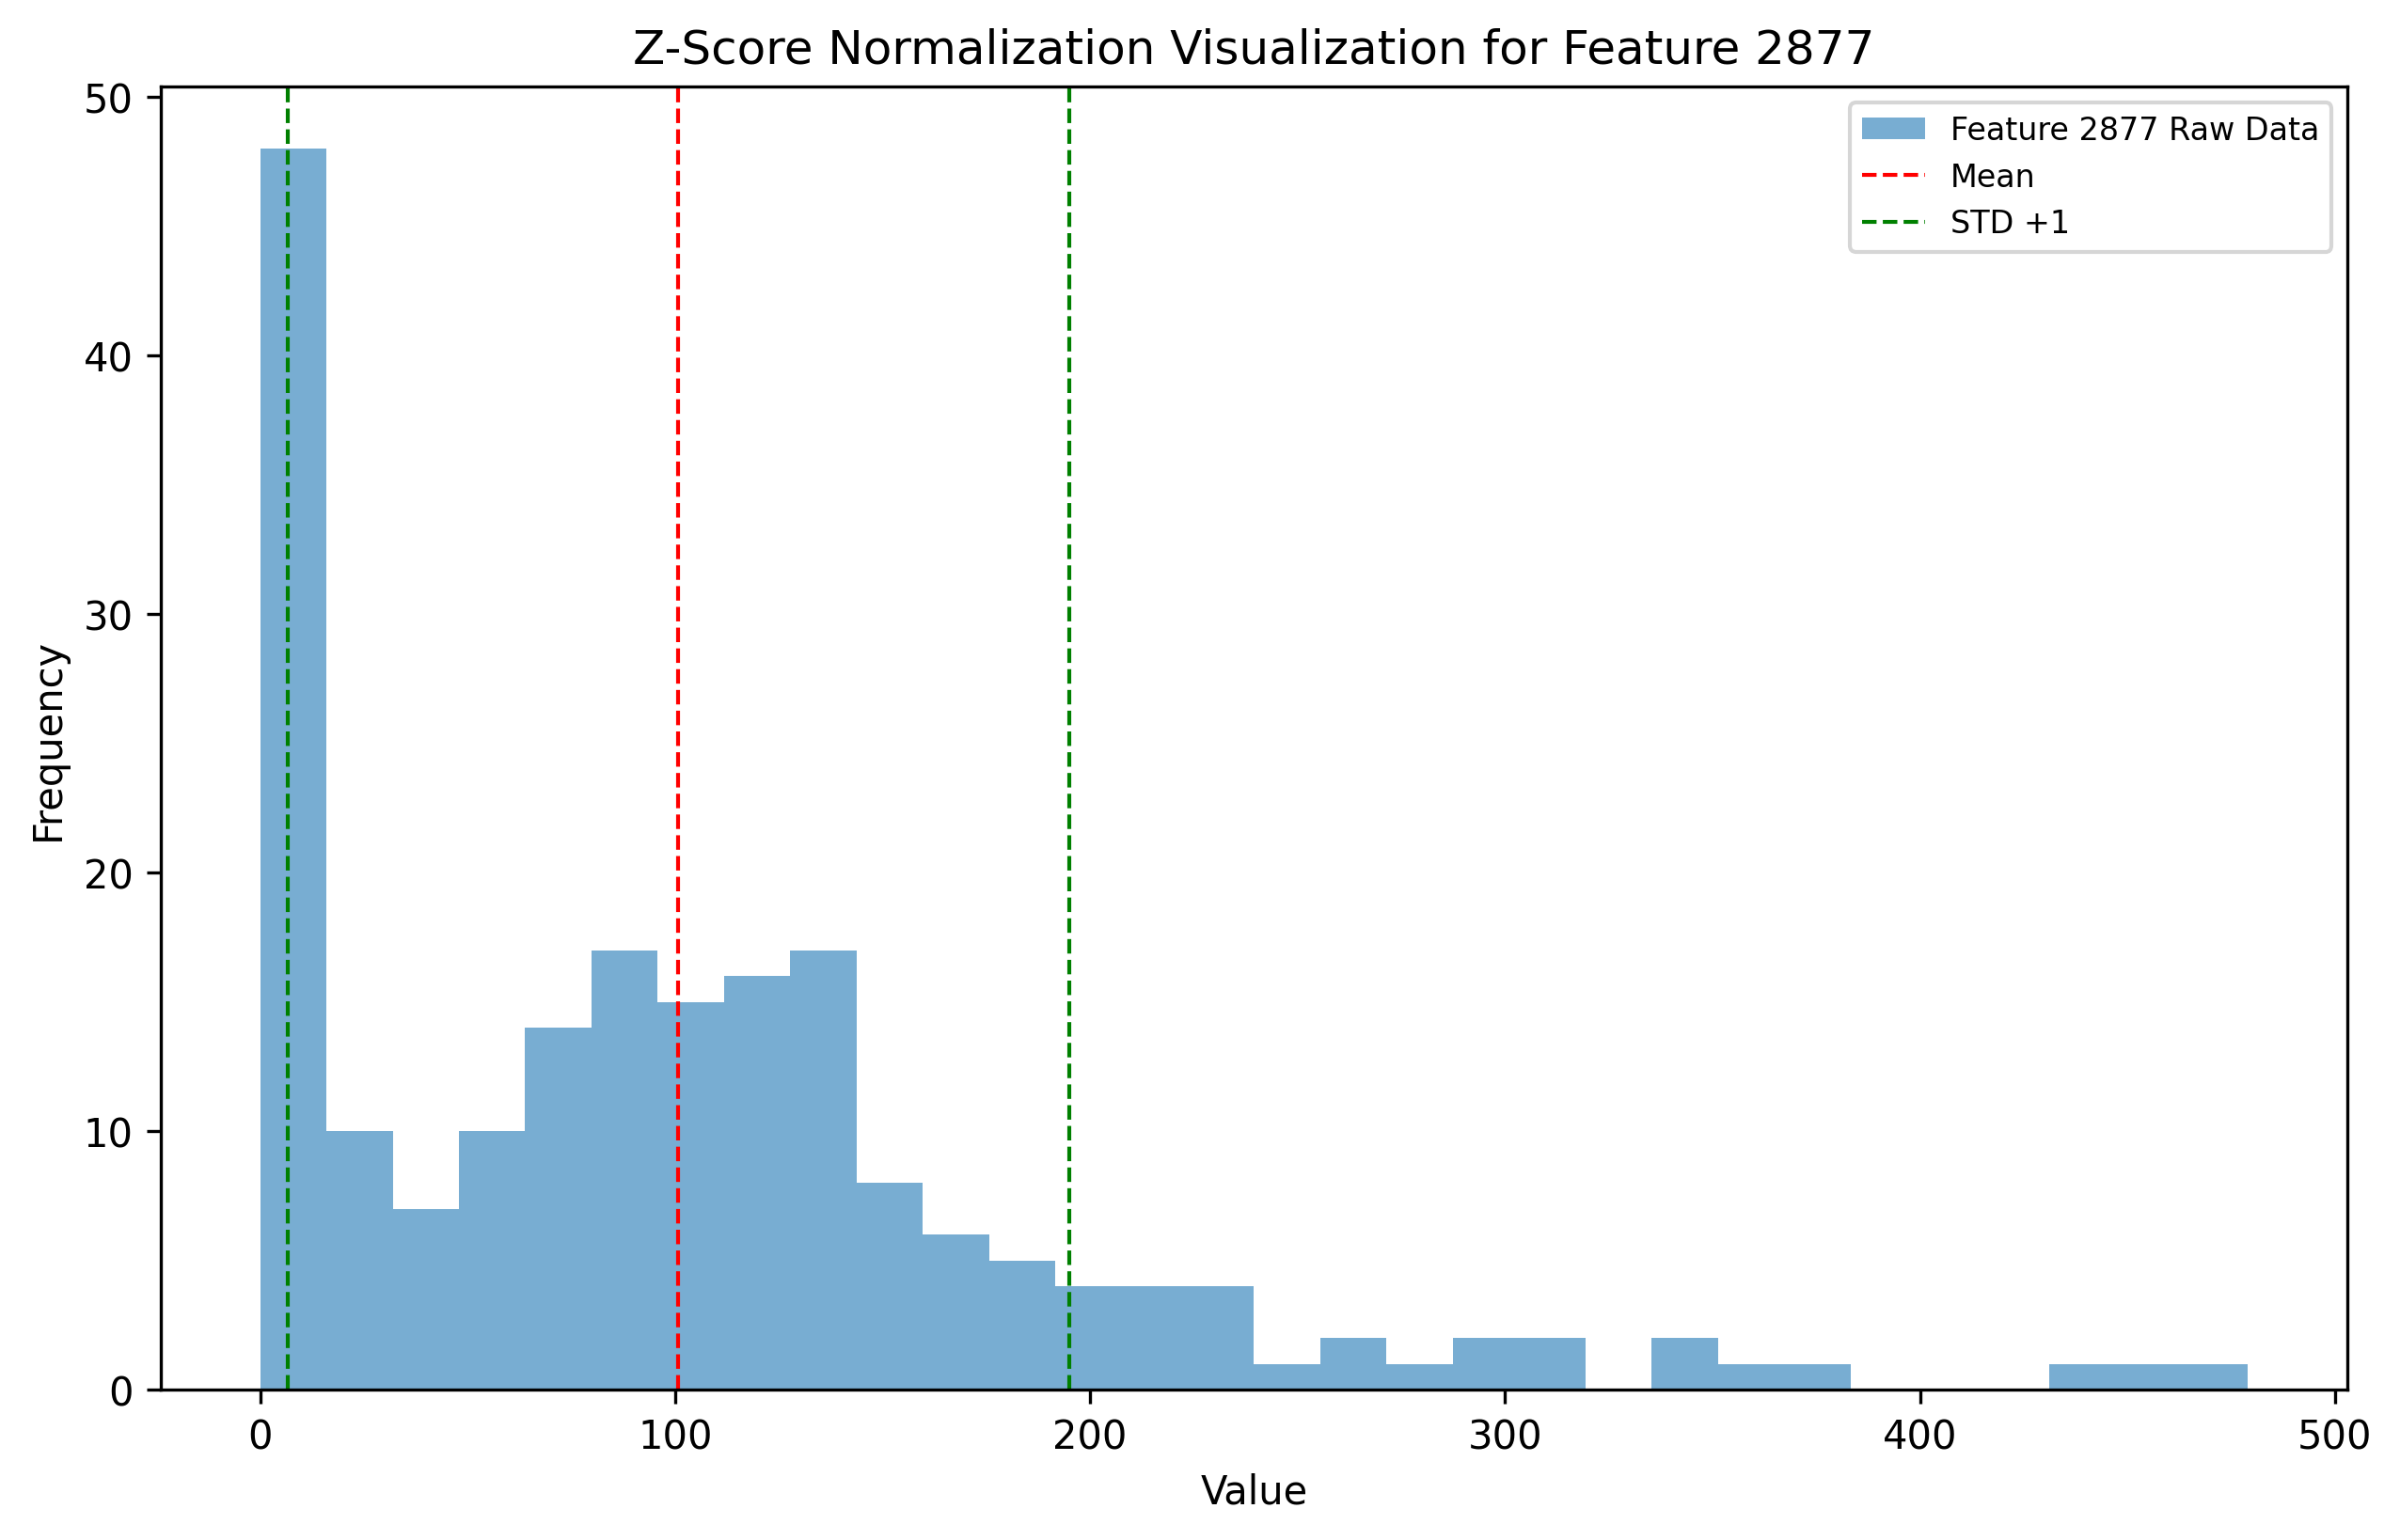 Z-Score Normalization Visualization for Feature 2877
Feature 2877 Raw Data
Mean
STD +1
Frequency
50
40
30
20
10
0
0 100 200 300 400 500
Value